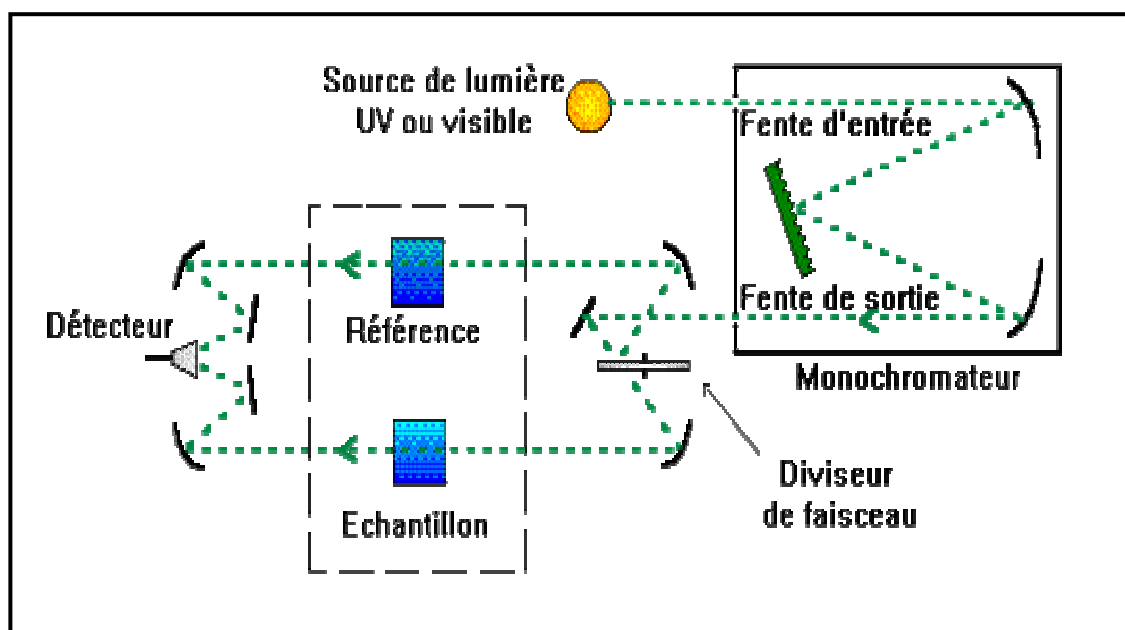 Source de lumière
UV ou visible
Fente d'entrée
Fente de sortie
Monochromateur
Détecteur
Référence
Echantillon
Diviseur
de faisceau